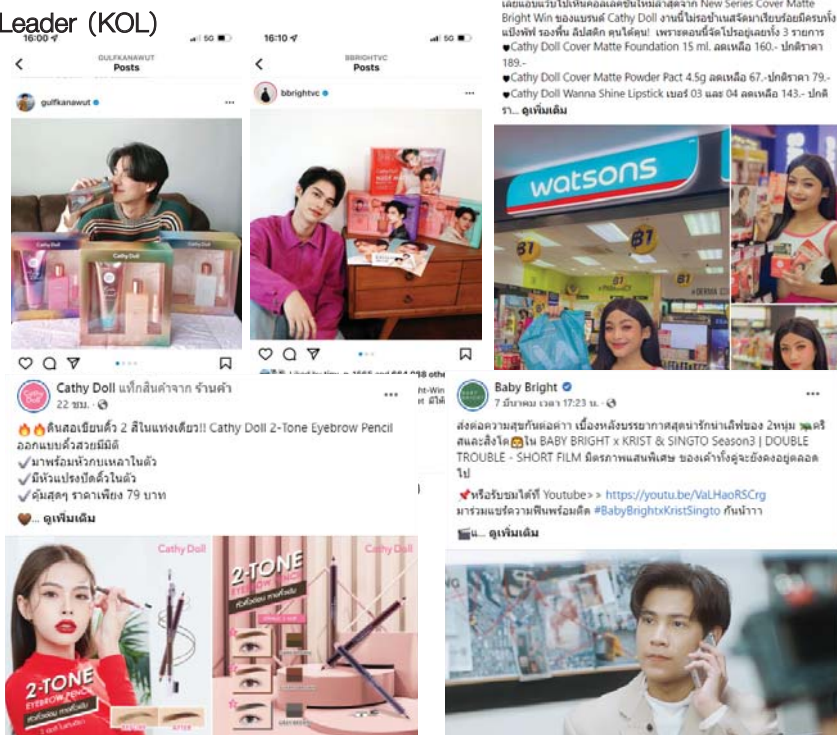 Leader (KOL)
16:00
5G
GULFKANAWUT
Posts
gulfkanawut
16:10
5G
BBRIGHTVC
Posts
bbrightvc
เลยแอบแว๊บไปให้เห็นคอลเลคชั่นใหม่ล่าสุดจาก New Series Cover Matte
Bright Win ของแบรนด์ Cathy Doll งานนี้ไม่รอช้าเนสจัดมาเรียบร้อยมีครบทั้ง
แป้งพัฟ รองพื้น ลิปสติก คุนได้คุน! เพราะตอนนี้จัดโปรอยู่เลยทั้ง 3 รายการ
♥Cathy Doll Cover Matte Foundation 15 ml. ลดเหลือ 160.- ปกติราคา
189.-
♥Cathy Doll Cover Matte Powder Pact 4.5g ลดเหลือ 67.-ปกติราคา 79.-
♥Cathy Doll Wanna Shine Lipstick เบอร์ 03 และ 04 ลดเหลือ 143.- ปกติ
รา... ดูเพิ่มเติม
watsons
Cathy Doll
Cathy Doll
Cathy Doll แท็กสินค้าจาก ร้านค้า
22 ชม.
🔥🔥ดินสอเขียนคิ้ว 2 สีในแท่งเดียว!! Cathy Doll 2-Tone Eyebrow Pencil
ออกแบบคิ้วสวยมีมิติ
✓มาพร้อมหัวกบเหลาในตัว
✓มีหัวแปรงปัดคิ้วในตัว
✓คุ้มสุดๆ ราคาเพียง 79 บาท
🤎... ดูเพิ่มเติม
Cathy Doll
2-TONE
EYEBROW PENCIL
AFTER
Cathy Doll
2-TONE
EYEBROW PENCIL
Baby Bright
7 มีนาคม เวลา 17:23 น.
ส่งต่อความสุขกันต่อค่าา เบื้องหลังบรรยากาศสุดน่ารักน่าเลิฟของ 2หนุ่ม คริ
สและสิงโตใน BABY BRIGHT x KRIST & SINGTO Season3 | DOUBLE
TROUBLE - SHORT FILM มิตรภาพแสนพิเศษ ของเค้าทั้งคู่จะยังคงอยู่ตลอด
ไป
📌หรือรับชมได้ที่ Youtube>> https://youtu.be/VaLHaoRSCrg
มาร่วมแชร์ความฟินพร้อมติด #BabyBrightxKristSingto กันน้าาา
🎬แ... ดูเพิ่มเติม